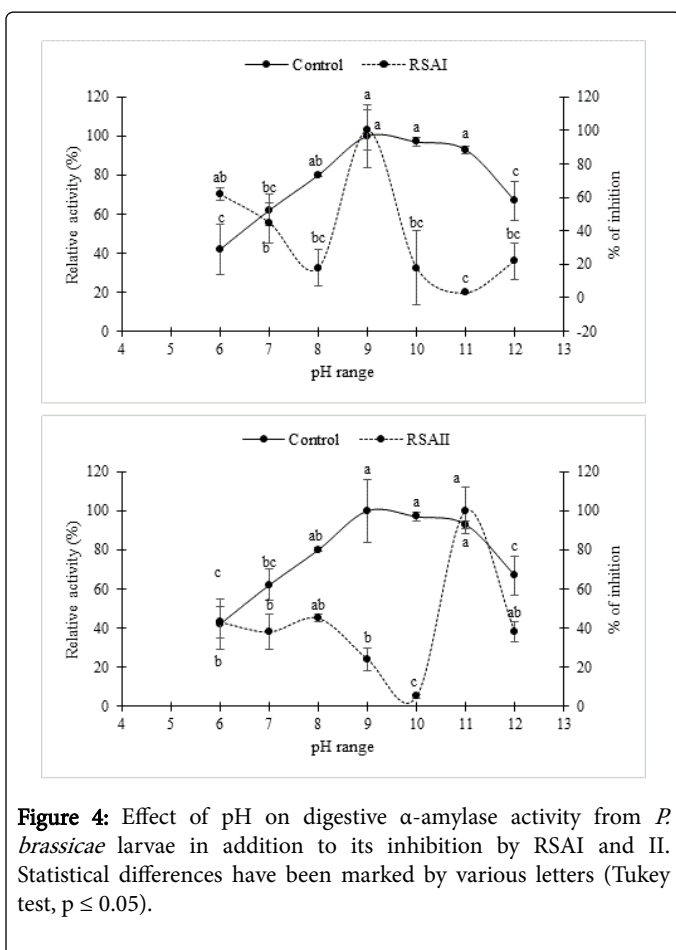 Control RSAI
120 120
a
100 a a a 100
ab 80
80 ab
bc 60
60 c
b bc bc bc 40
40 20
20 c 0
0 -20
4 5 6 7 8 9 10 11 12 13
pH range
Relative activity (%)
% of inhition
Control RSAII
120 120
a a
100 a 100
ab a
80 c 80
bc c
60 60
b ab ab
40 40
b b
20 20
c
0 0
4 5 6 7 8 9 10 11 12 13
pH range
Relative activity (%)
% of inhition
Figure 4: Effect of pH on digestive α-amylase activity from P.
brassicae larvae in addition to its inhibition by RSAI and II.
Statistical differences have been marked by various letters (Tukey
test, p ≤ 0.05).